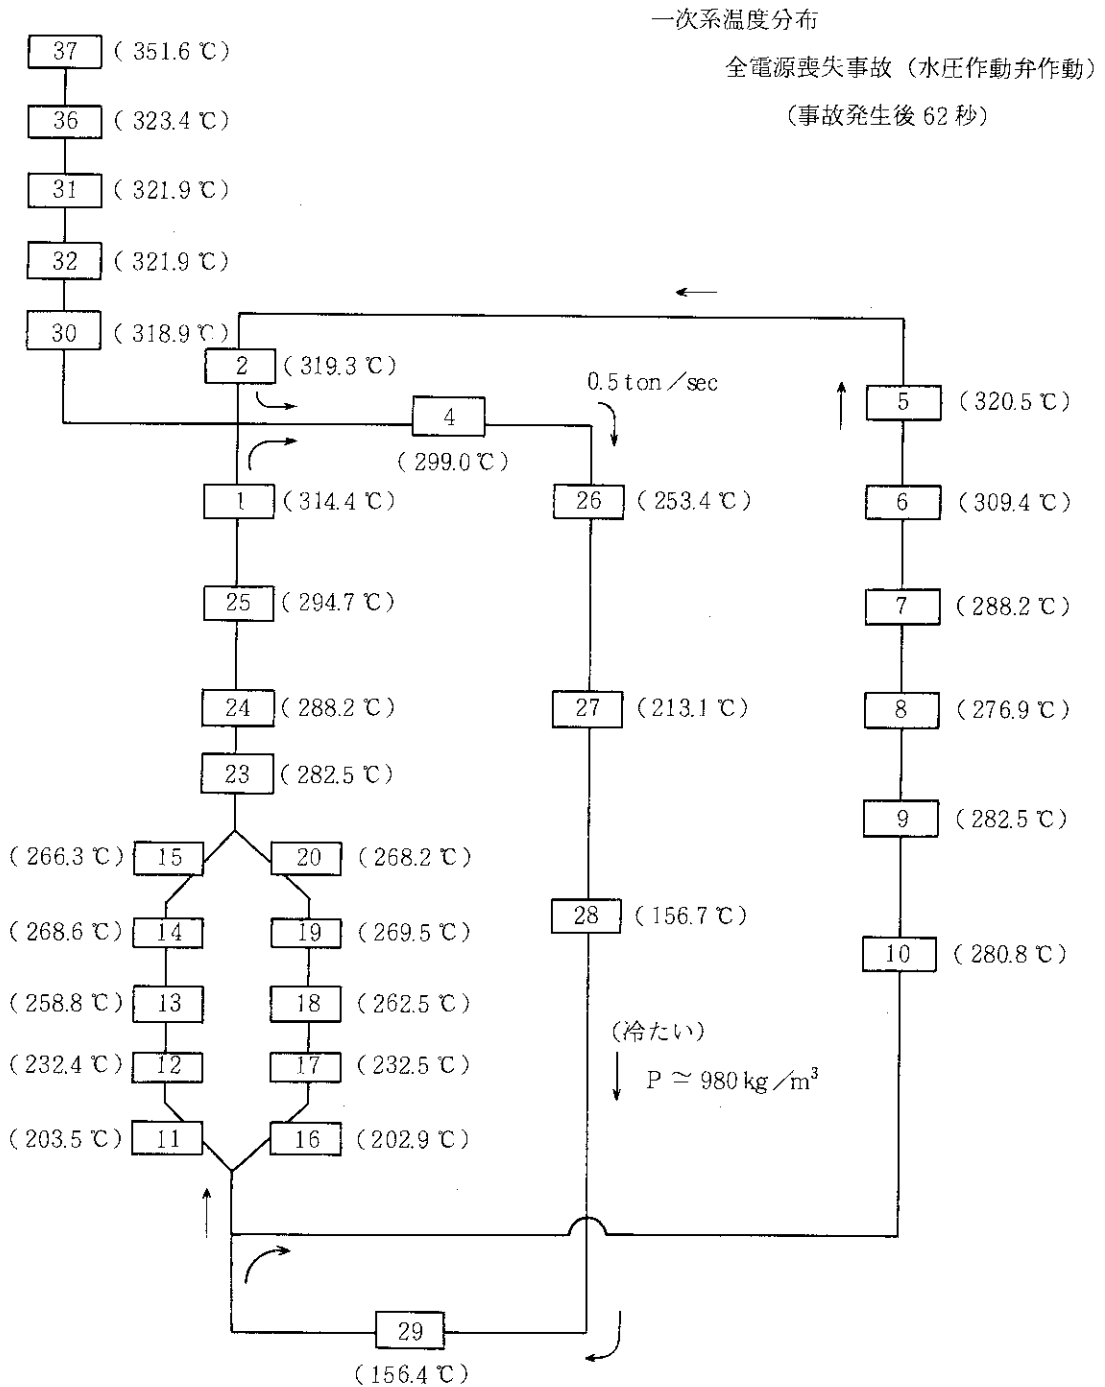 一次系温度分布
全電源喪失事故(水圧作動弁作動)
(事故発生後 62 秒)
37 (351.6 ℃)
36 (323.4 ℃)
31 (321.9 ℃)
32 (321.9 ℃)
30 (318.9 ℃)
2 (319.3 ℃)
0.5 ton/sec
4
(299.0 ℃)
5 (320.5 ℃)
1 (314.4 ℃)
26 (253.4 ℃)
6 (309.4 ℃)
25 (294.7 ℃)
7 (288.2 ℃)
24 (288.2 ℃)
27 (213.1 ℃)
8 (276.9 ℃)
23 (282.5 ℃)
9 (282.5 ℃)
(266.3 ℃) 15 20 (268.2 ℃)
28 (156.7 ℃)
(268.6 ℃) 14 19 (269.5 ℃)
10 (280.8 ℃)
(258.8 ℃) 13 18 (262.5 ℃)
(冷たい)
(232.4 ℃) 12 17 (232.5 ℃)
P ≃ 980 kg/m³
(203.5 ℃) 11 16 (202.9 ℃)
29
(156.4 ℃)